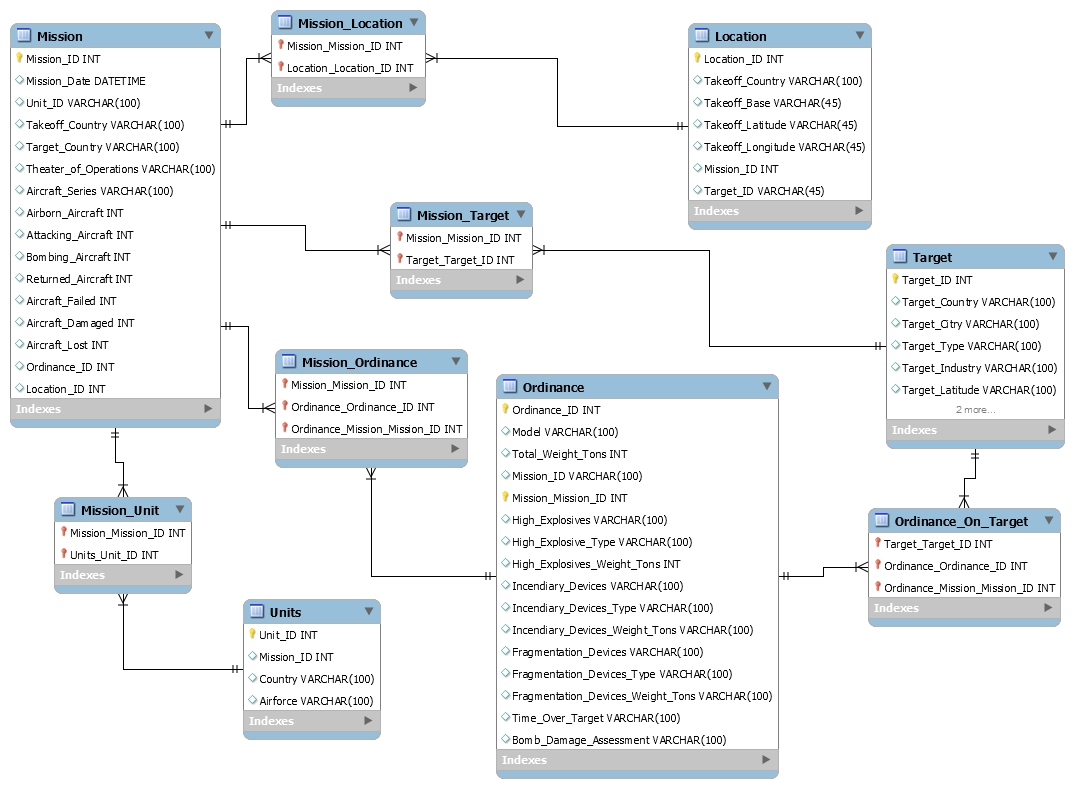 Mission
Mission_ID INT
Mission_Date DATETIME
Unit_ID VARCHAR(100)
Takeoff_Country VARCHAR(100)
Target_Country VARCHAR(100)
Theater_of_Operations VARCHAR(100)
Aircraft_Series VARCHAR(100)
Airborn_Aircraft INT
Attacking_Aircraft INT
Bombing_Aircraft INT
Returned_Aircraft INT
Aircraft_Failed INT
Aircraft_Damaged INT
Aircraft_Lost INT
Ordinance_ID INT
Location_ID INT
Indexes
Mission_Location
Mission_Mission_ID INT
Location_Location_ID INT
Indexes
Location
Location_ID INT
Takeoff_Country VARCHAR(100)
Takeoff_Base VARCHAR(45)
Takeoff_Latitude VARCHAR(45)
Takeoff_Longitude VARCHAR(45)
Mission_ID INT
Target_ID VARCHAR(45)
Indexes
Mission_Target
Mission_Mission_ID INT
Target_Target_ID INT
Indexes
Target
Target_ID INT
Target_Country VARCHAR(100)
Target_Citry VARCHAR(100)
Target_Type VARCHAR(100)
Target_Industry VARCHAR(100)
Target_Latitude VARCHAR(100)
2 more...
Indexes
Mission_Ordinance
Mission_Mission_ID INT
Ordinance_Ordinance_ID INT
Ordinance_Mission_Mission_ID INT
Indexes
Ordinance
Ordinance_ID INT
Model VARCHAR(100)
Total_Weight_Tons INT
Mission_ID VARCHAR(100)
Mission_Mission_ID INT
High_Explosives VARCHAR(100)
High_Explosive_Type VARCHAR(100)
High_Explosives_Weight_Tons INT
Incendiary_Devices VARCHAR(100)
Incendiary_Devices_Type VARCHAR(100)
Incendiary_Devices_Weight_Tons VARCHAR(100)
Fragmentation_Devices VARCHAR(100)
Fragmentation_Devices_Type VARCHAR(100)
Fragmentation_Devices_Weight_Tons VARCHAR(100)
Time_Over_Target VARCHAR(100)
Bomb_Damage_Assessment VARCHAR(100)
Indexes
Mission_Unit
Mission_Mission_ID INT
Units_Unit_ID INT
Indexes
Ordinance_On_Target
Target_Target_ID INT
Ordinance_Ordinance_ID INT
Ordinance_Mission_Mission_ID INT
Indexes
Units
Unit_ID INT
Mission_ID INT
Country VARCHAR(100)
Airforce VARCHAR(100)
Indexes